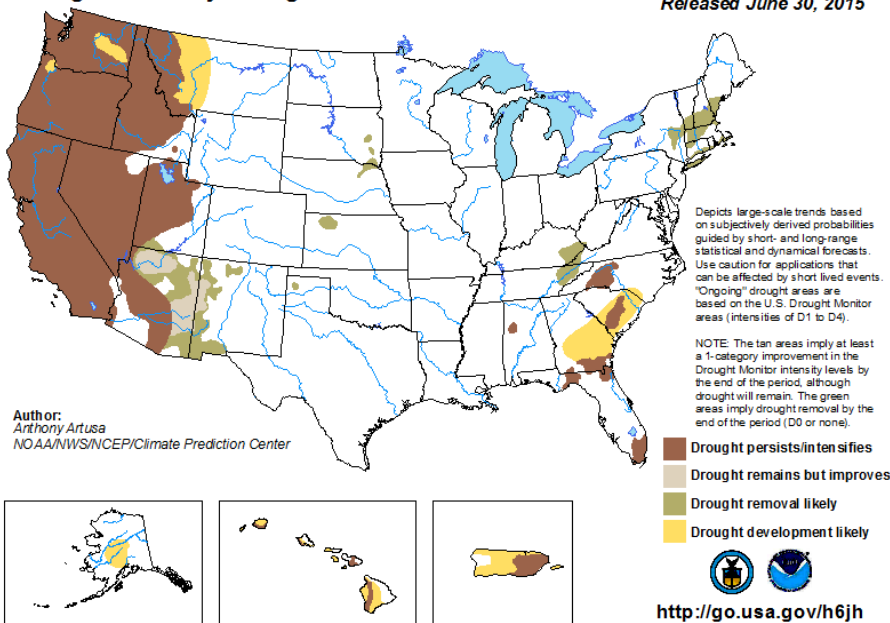 Released June 30, 2015
Depicts large-scale trends based
on subjectively derived probabilities
guided by short- and long-range
statistical and dynamical forecasts.
Use caution for applications that
can be affected by short lived events.
"Ongoing" drought areas are
based on the U.S. Drought Monitor
areas (intensities of D1 to D4).
NOTE: The tan areas imply at least
a 1-category improvement in the
Drought Monitor intensity levels by
the end of the period, although
drought will remain. The green
areas imply drought removal by the
end of the period (D0 or none).
Author:
Anthony Artusa
NOAA/NWS/NCEP/Climate Prediction Center
Drought persists/intensifies
Drought remains but improves
Drought removal likely
Drought development likely
http://go.usa.gov/h6jh